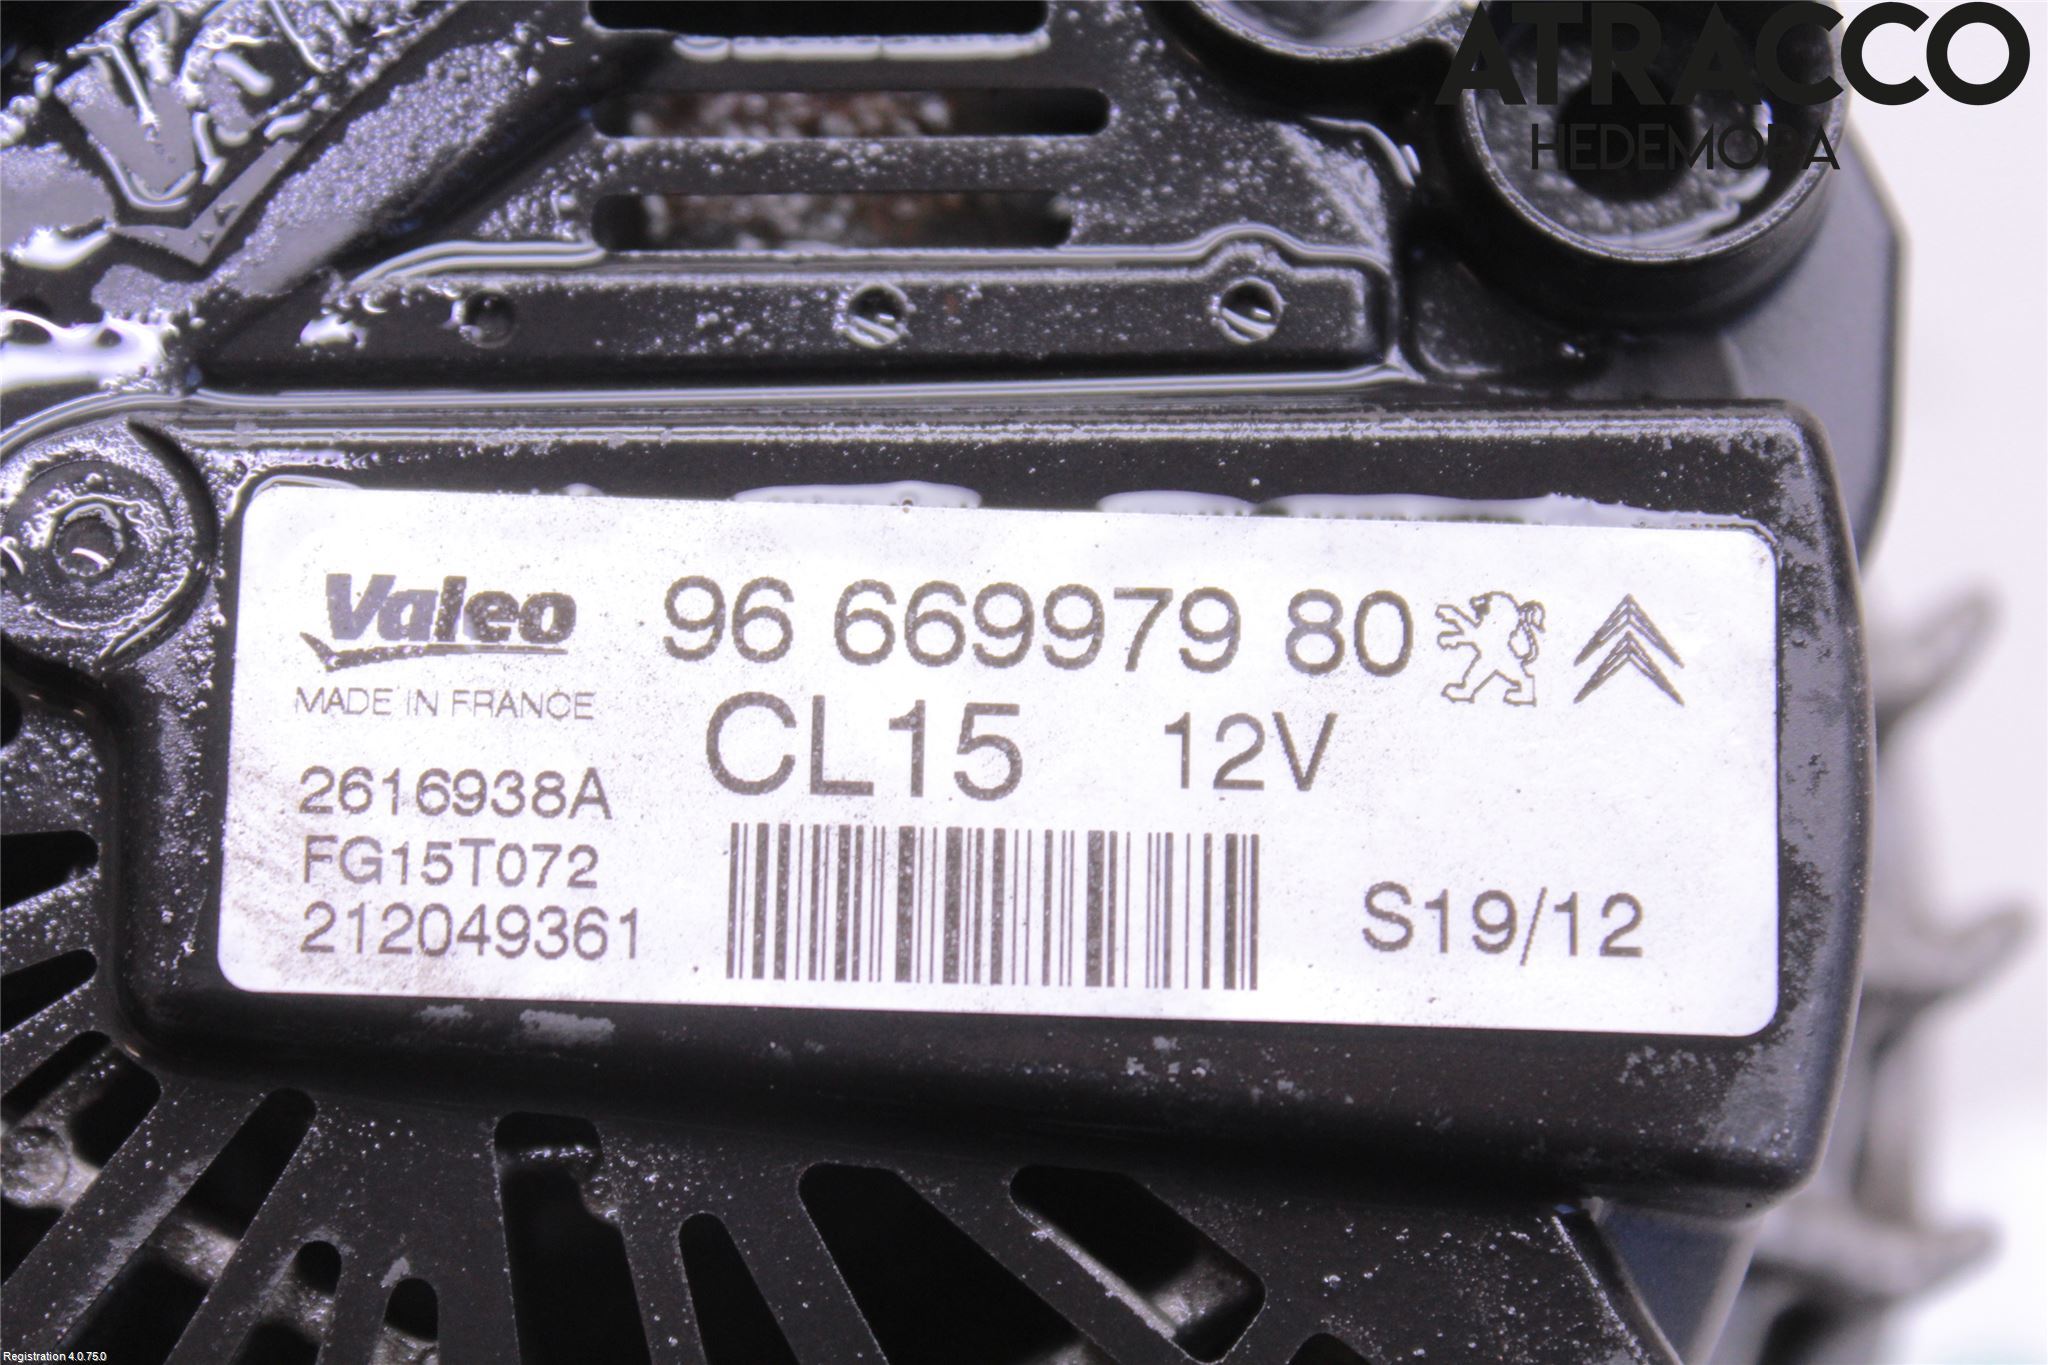 ATRACCO
HEDEMORA
Valeo 96 669979 80
MADE IN FRANCE
CL15 12V
2616938A
FG15T072
212049361
S19/12
Registration 4.0.75.0